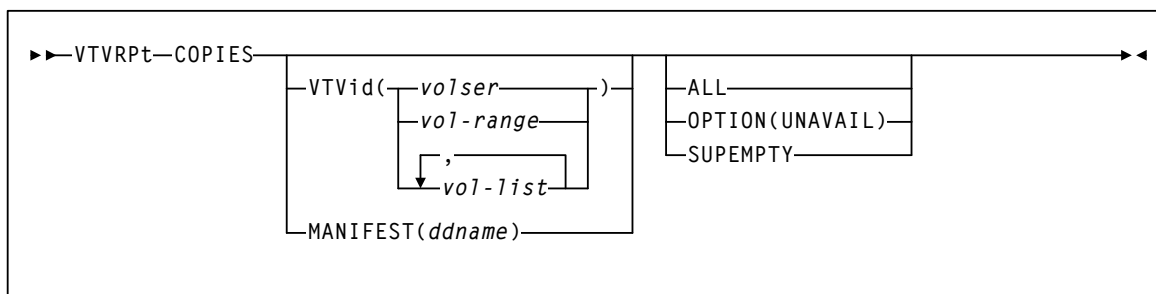 VTVRPt COPIES
VTVid( volser )
vol-range
,
vol-list
MANIFEST(ddname)
ALL
OPTION(UNAVAIL)
SUPEMPTY